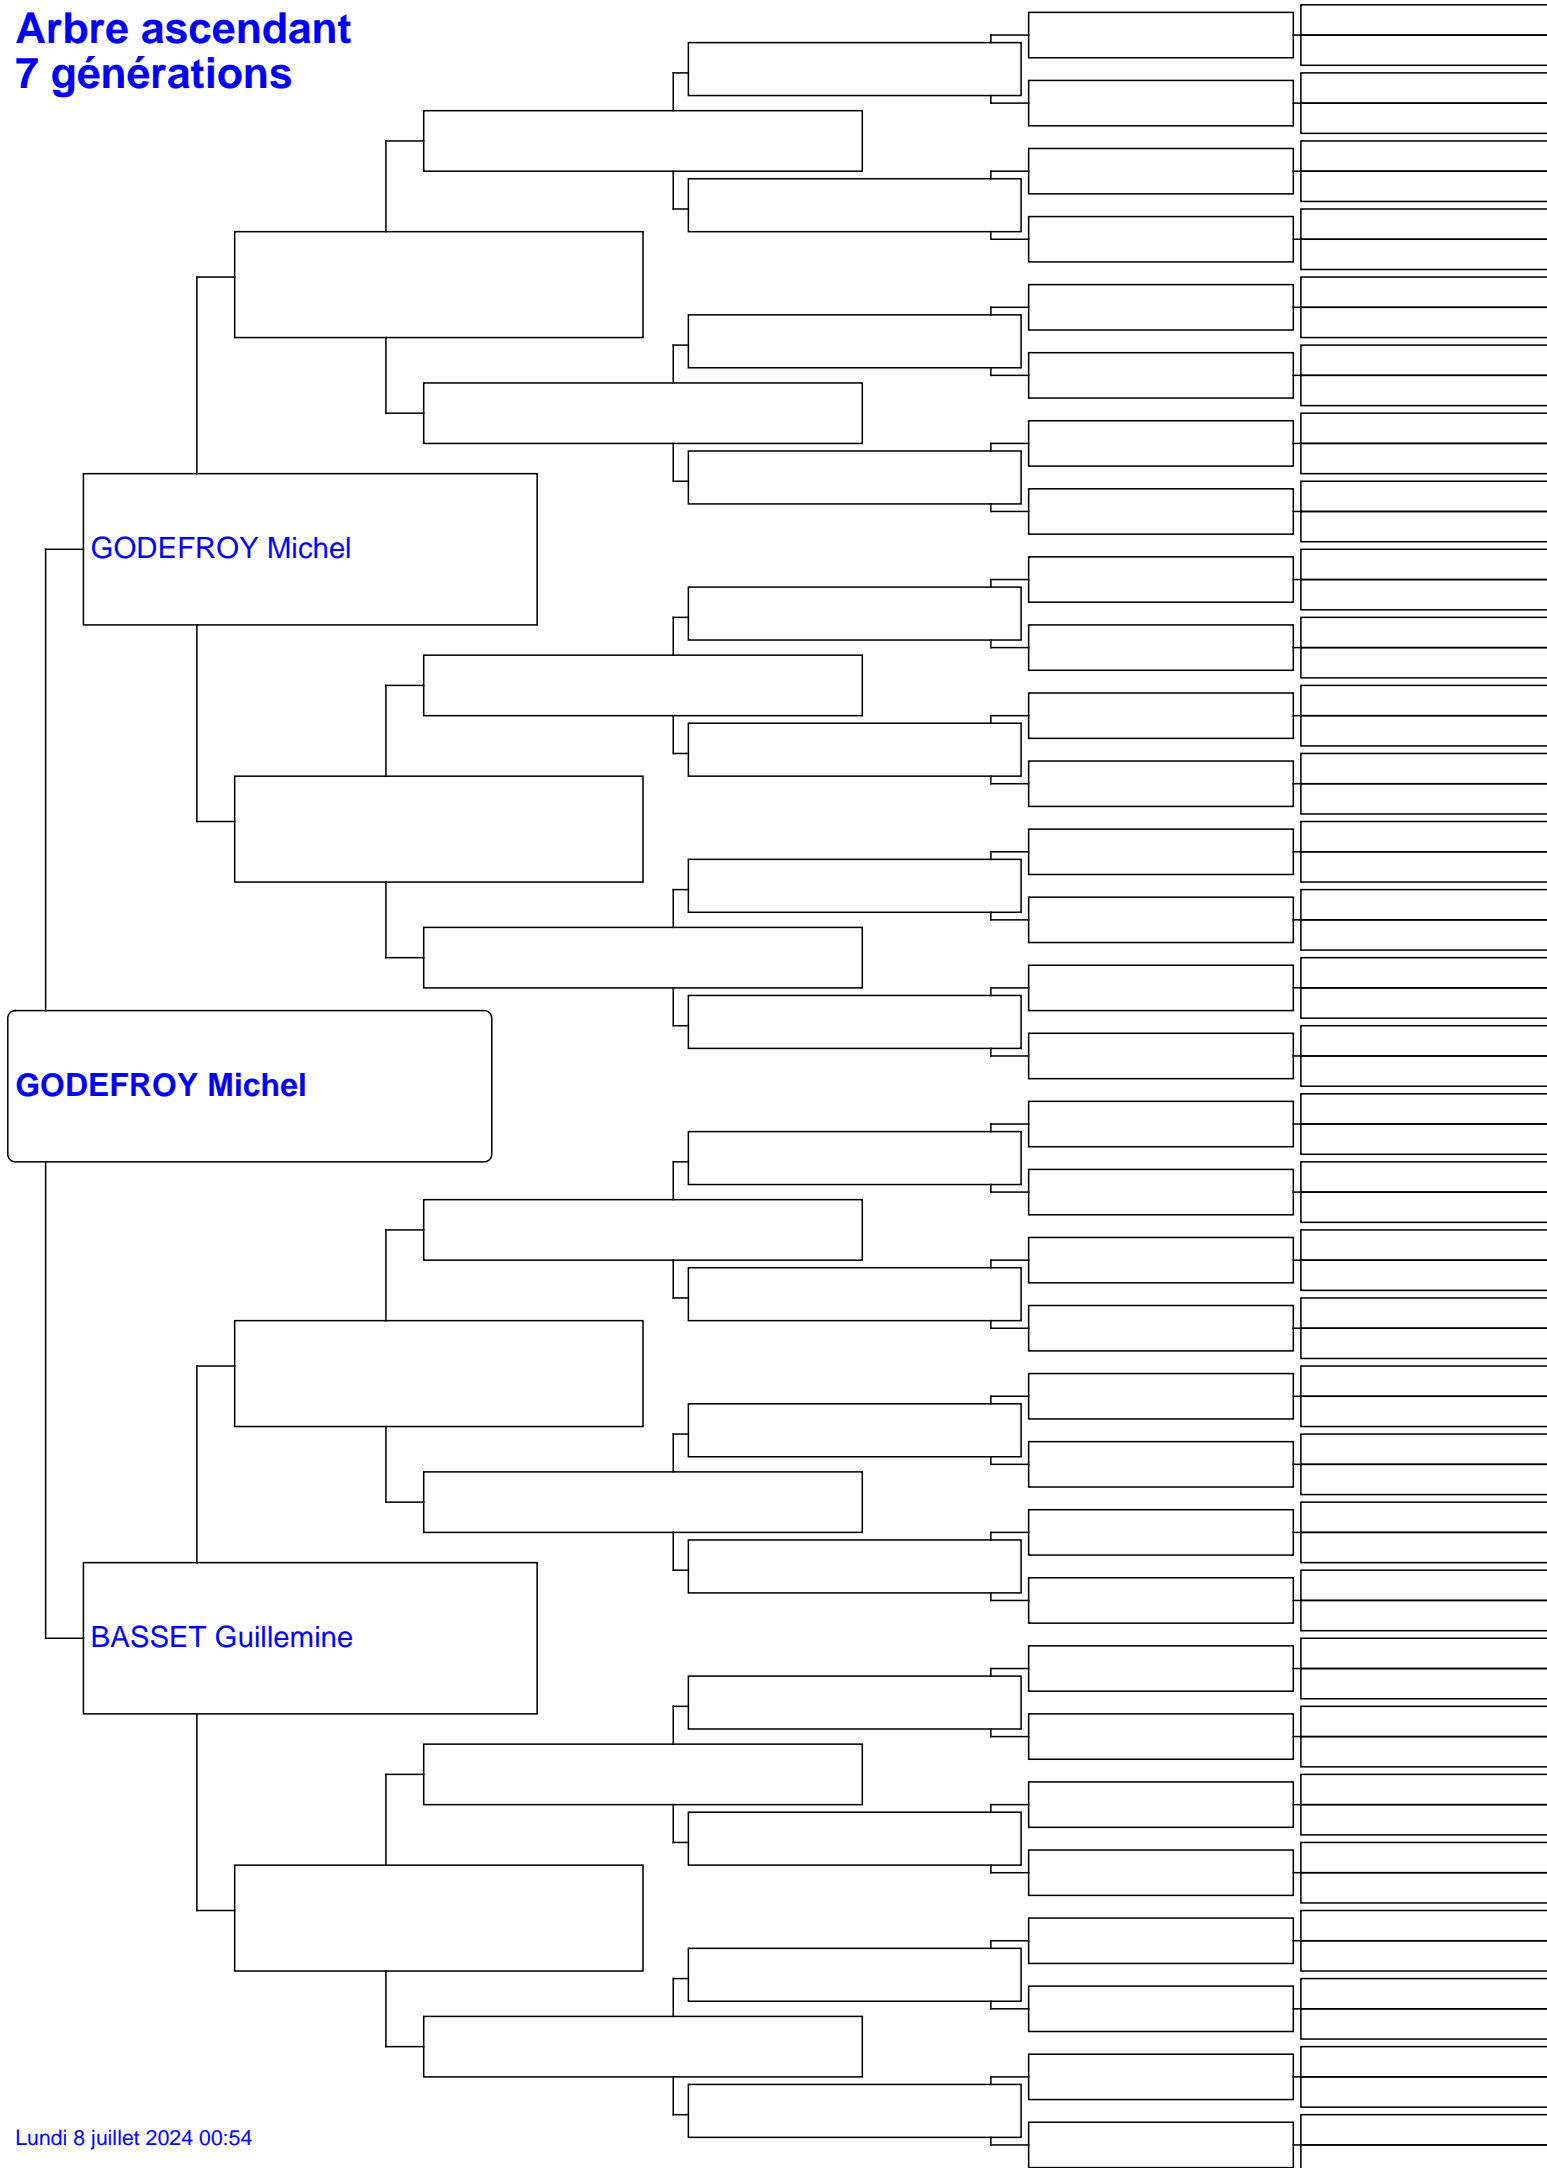 Arbre ascendant
7 générations
GODEFROY Michel
GODEFROY Michel
BASSET Guillemine
Lundi 8 juillet 2024 00:54